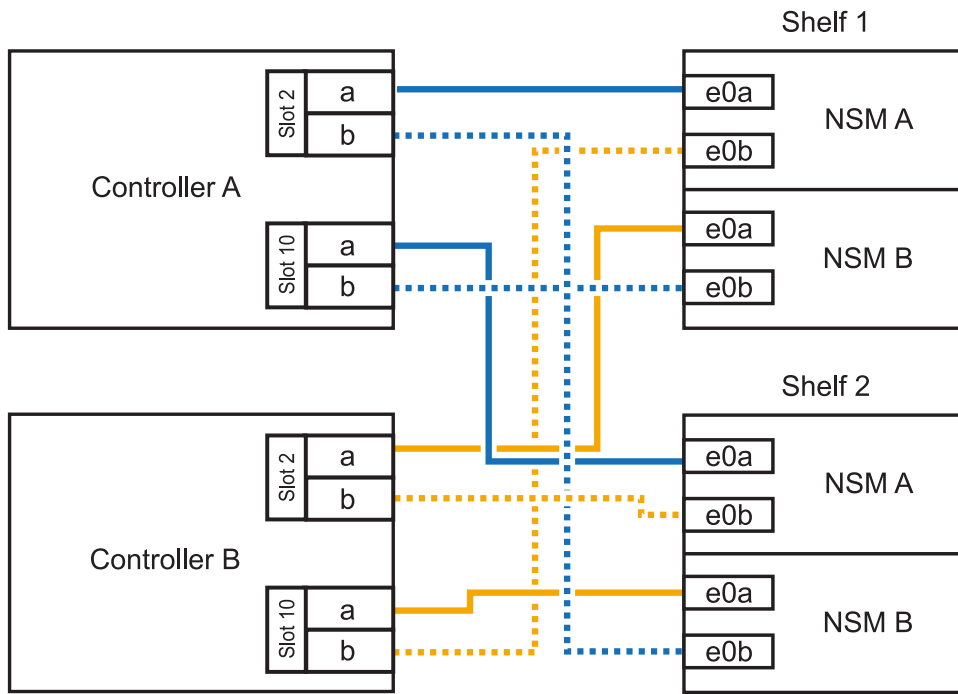 Shelf 1
Controller A
Slot 2
a
b
Slot 10
a
b
e0a
e0b
NSM A
e0a
e0b
NSM B
Shelf 2
Controller B
Slot 2
a
b
Slot 10
a
b
e0a
e0b
NSM A
e0a
e0b
NSM B